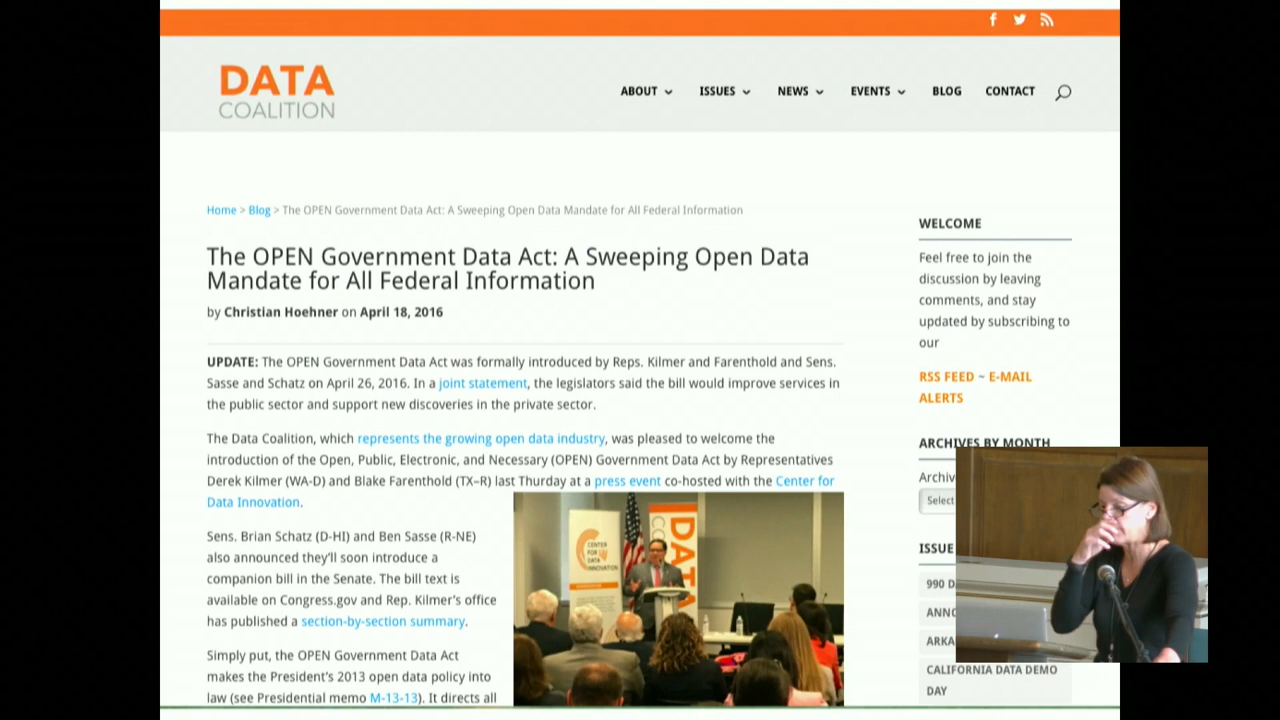 DATA
COALITION
ABOUT ISSUES NEWS EVENTS BLOG CONTACT
Home > Blog > The OPEN Government Data Act: A Sweeping Open Data Mandate for All Federal Information
The OPEN Government Data Act: A Sweeping Open Data
Mandate for All Federal Information
by Christian Hoehner on April 18, 2016
UPDATE: The OPEN Government Data Act was formally introduced by Reps. Kilmer and Farenthold and Sens.
Sasse and Schatz on April 26, 2016. In a joint statement, the legislators said the bill would improve services in
the public sector and support new discoveries in the private sector.
The Data Coalition, which represents the growing open data industry, was pleased to welcome the
introduction of the Open, Public, Electronic, and Necessary (OPEN) Government Data Act by Representatives
Derek Kilmer (WA-D) and Blake Farenthold (TX–R) last Thursday at a press event co-hosted with the Center for
Data Innovation.
Sens. Brian Schatz (D-HI) and Ben Sasse (R-NE)
also announced they'll soon introduce a
companion bill in the Senate. The bill text is
available on Congress.gov and Rep. Kilmer's office
has published a section-by-section summary.
Simply put, the OPEN Government Data Act
makes the President's 2013 open data policy into
law (see Presidential memo M-13-13). It directs all
CENTER
FOR
DATA
INNOVATION
DATA
WELCOME
Feel free to join the
discussion by leaving
comments, and stay
updated by subscribing to
our
RSS FEED ~ E-MAIL
ALERTS
ARCHIVES BY MONTH
Archiv
Select
ISSUE
990 D
ANNO
ARKA
CALIFORNIA DATA DEMO
DAY